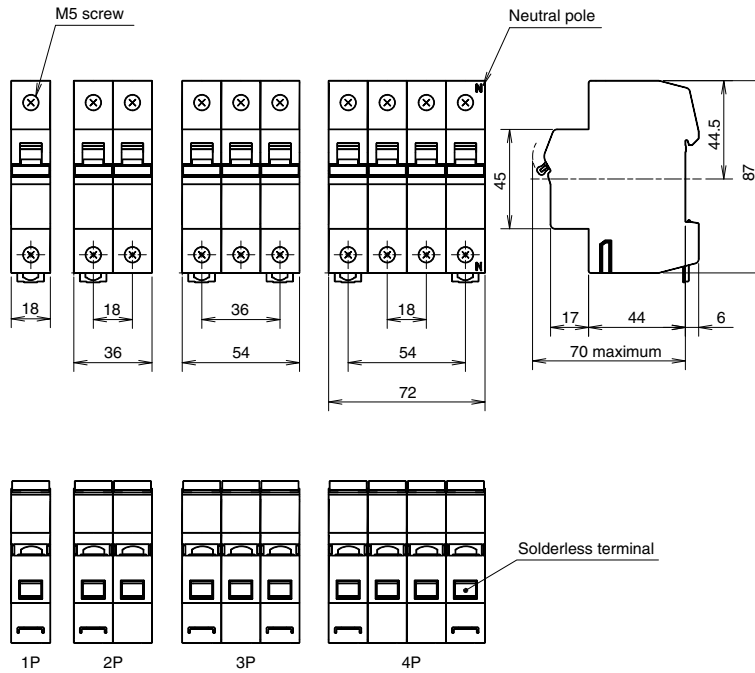 M5 screw
Neutral pole
N
N
45
44.5
87
18
18
36
18
17
44
6
36
54
54
70 maximum
72
Solderless terminal
1P
2P
3P
4P